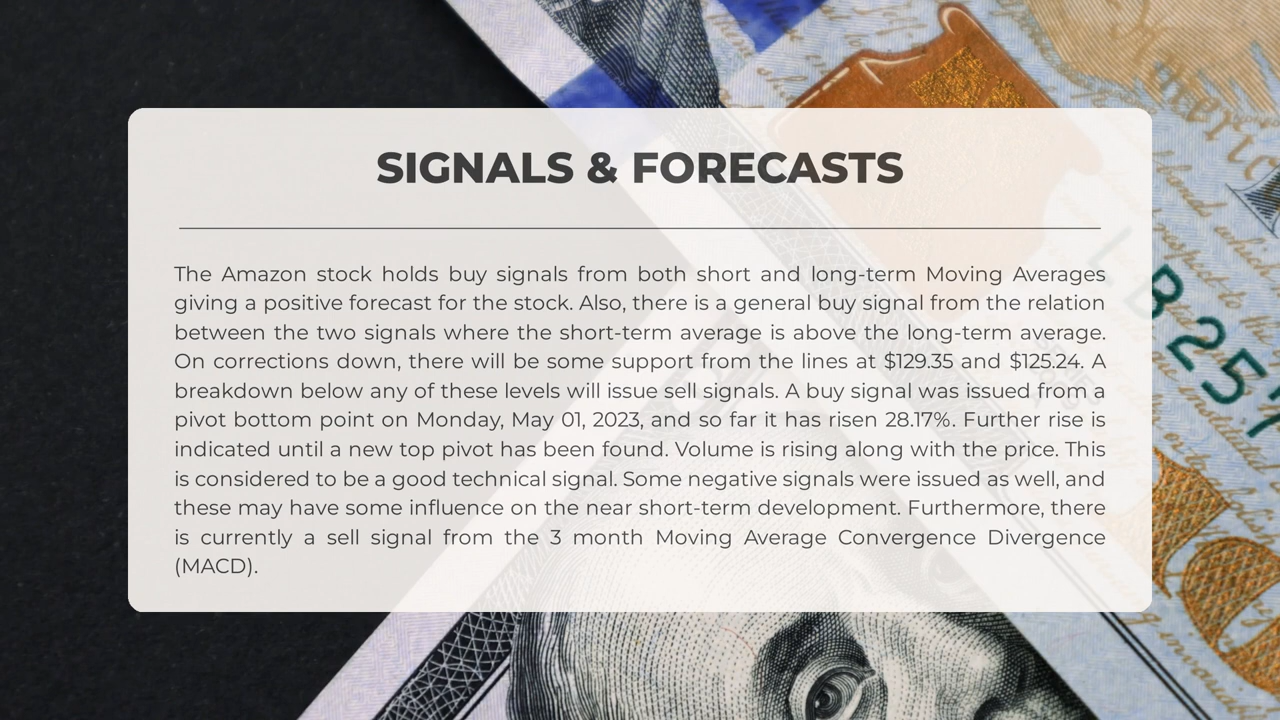 SIGNALS & FORECASTS
The Amazon stock holds buy signals from both short and long-term Moving Averages
giving a positive forecast for the stock. Also, there is a general buy signal from the relation
between the two signals where the short-term average is above the long-term average.
On corrections down, there will be some support from the lines at $129.35 and $125.24. A
breakdown below any of these levels will issue sell signals. A buy signal was issued from a
pivot bottom point on Monday, May 01, 2023, and so far it has risen 28.17%. Further rise is
indicated until a new top pivot has been found. Volume is rising along with the price. This
is considered to be a good technical signal. Some negative signals were issued as well, and
these may have some influence on the near short-term development. Furthermore, there
is currently a sell signal from the 3 month Moving Average Convergence Divergence
(MACD).